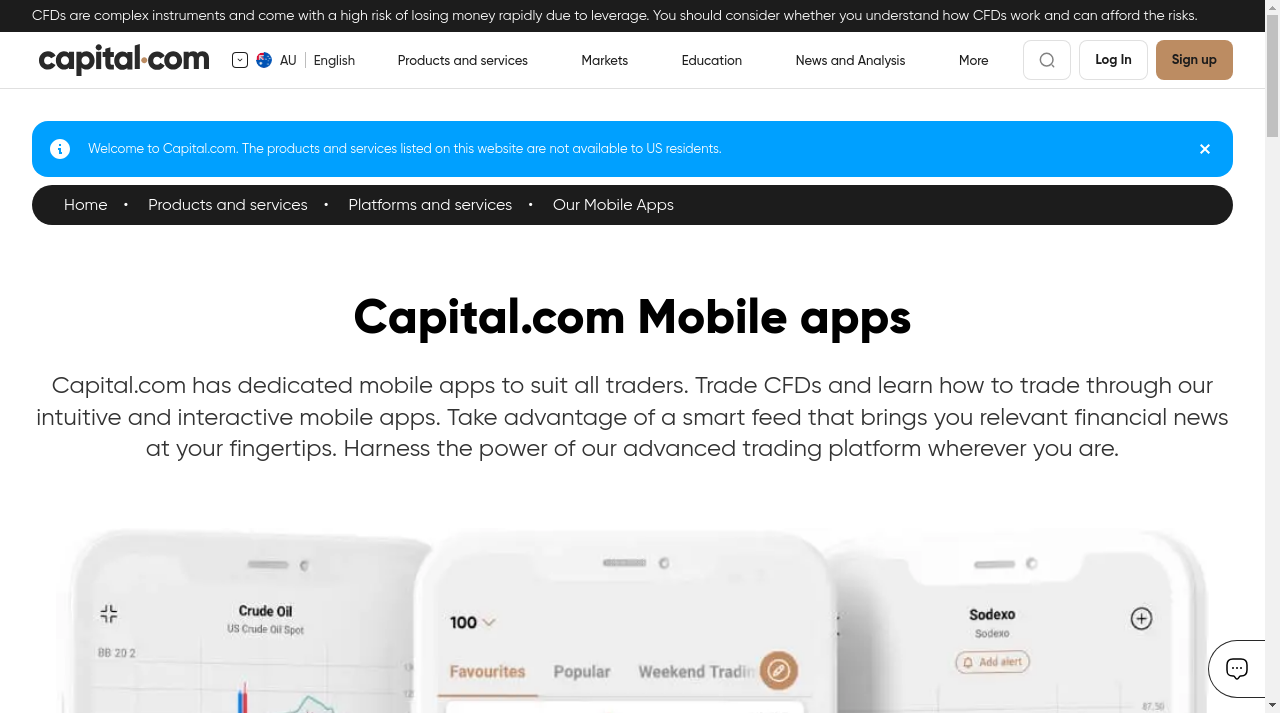 CFDs are complex instruments and come with a high risk of losing money rapidly due to leverage. You should consider whether you understand how CFDs work and can afford the risks.
capital.com AU English Products and services Markets Education News and Analysis More Log In Sign up
Welcome to Capital.com. The products and services listed on this website are not available to US residents.
Home • Products and services • Platforms and services • Our Mobile Apps
Capital.com Mobile apps
Capital.com has dedicated mobile apps to suit all traders. Trade CFDs and learn how to trade through our
intuitive and interactive mobile apps. Take advantage of a smart feed that brings you relevant financial news
at your fingertips. Harness the power of our advanced trading platform wherever you are.
Crude Oil
US Crude Oil Spot
BB 20 2
100
Favourites Popular Weekend Tradin
Sodexo
Sodexo
Add alert
87.50